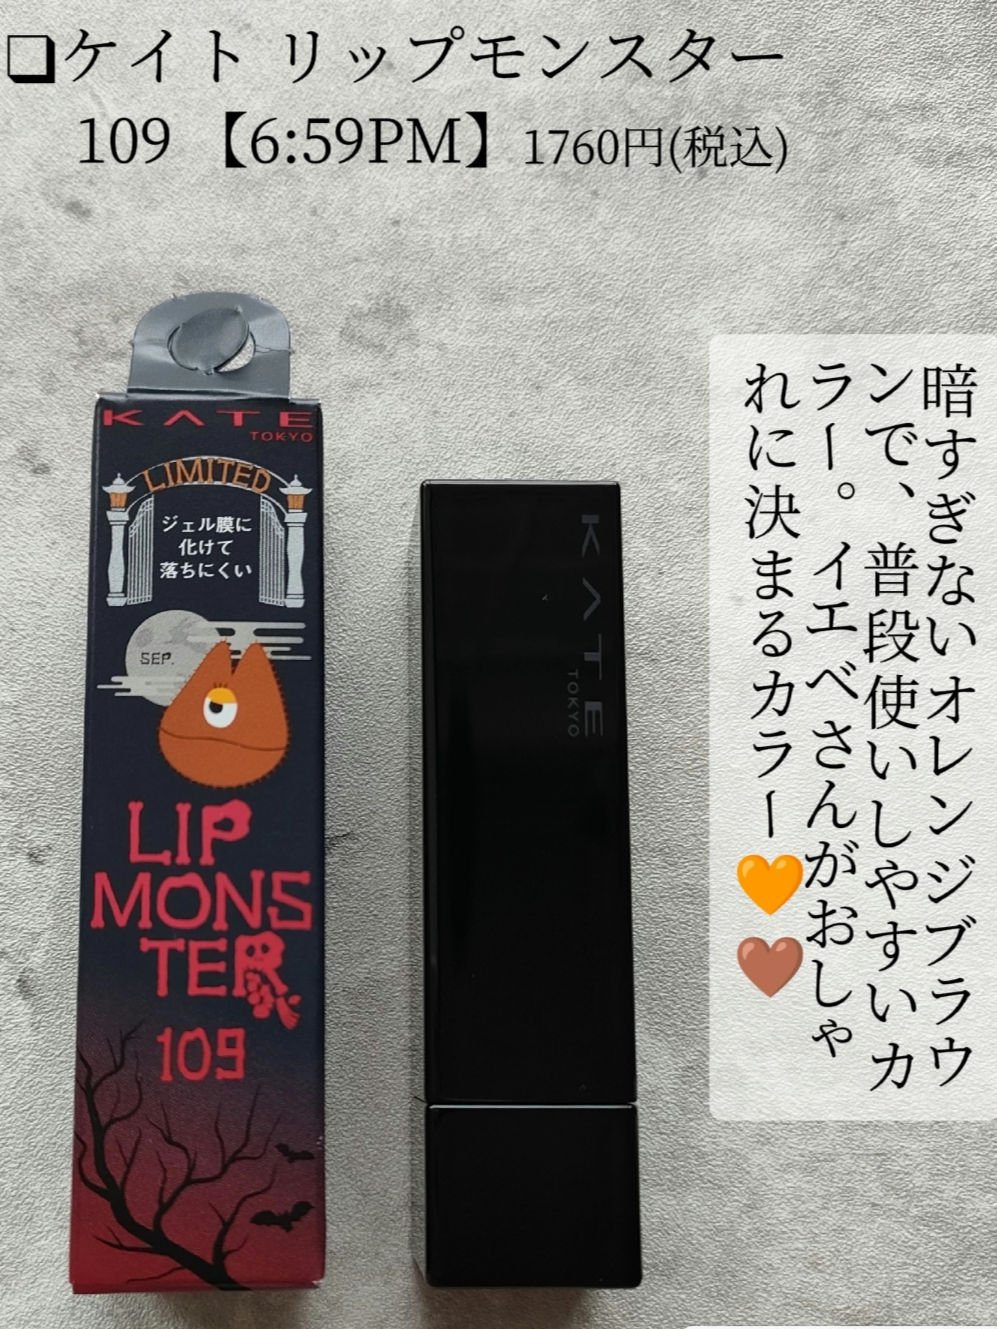 ❏ケイト リップモンスター
109 【6:59PM】1760円(税込)
KATE
TOKYO
LIMITED
ジェル膜に
化けて
落ちにくい
SEP.
LIP
MONS
TER
109
KATE
TOKYO
暗すぎないオレンジブラウ
ンで、普段使いしやすいカ
ラー。イエベさんがおしゃ
れに決まるカラー🧡🤎